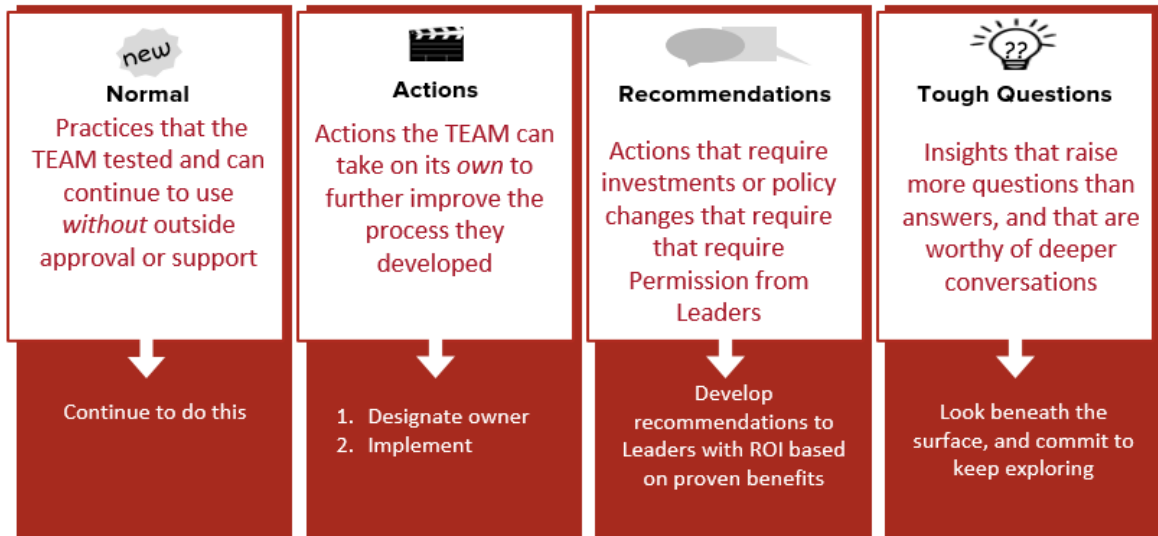 new
Normal
Practices that the
TEAM tested and can
continue to use
without outside
approval or support
Continue to do this
Actions
Actions the TEAM can
take on its own to
further improve the
process they
developed
1. Designate owner
2. Implement
Recommendations
Actions that require
investments or policy
changes that require
that require
Permission from
Leaders
Develop
recommendations to
Leaders with ROI based
on proven benefits
??
Tough Questions
Insights that raise
more questions than
answers, and that are
worthy of deeper
conversations
Look beneath the
surface, and commit to
keep exploring